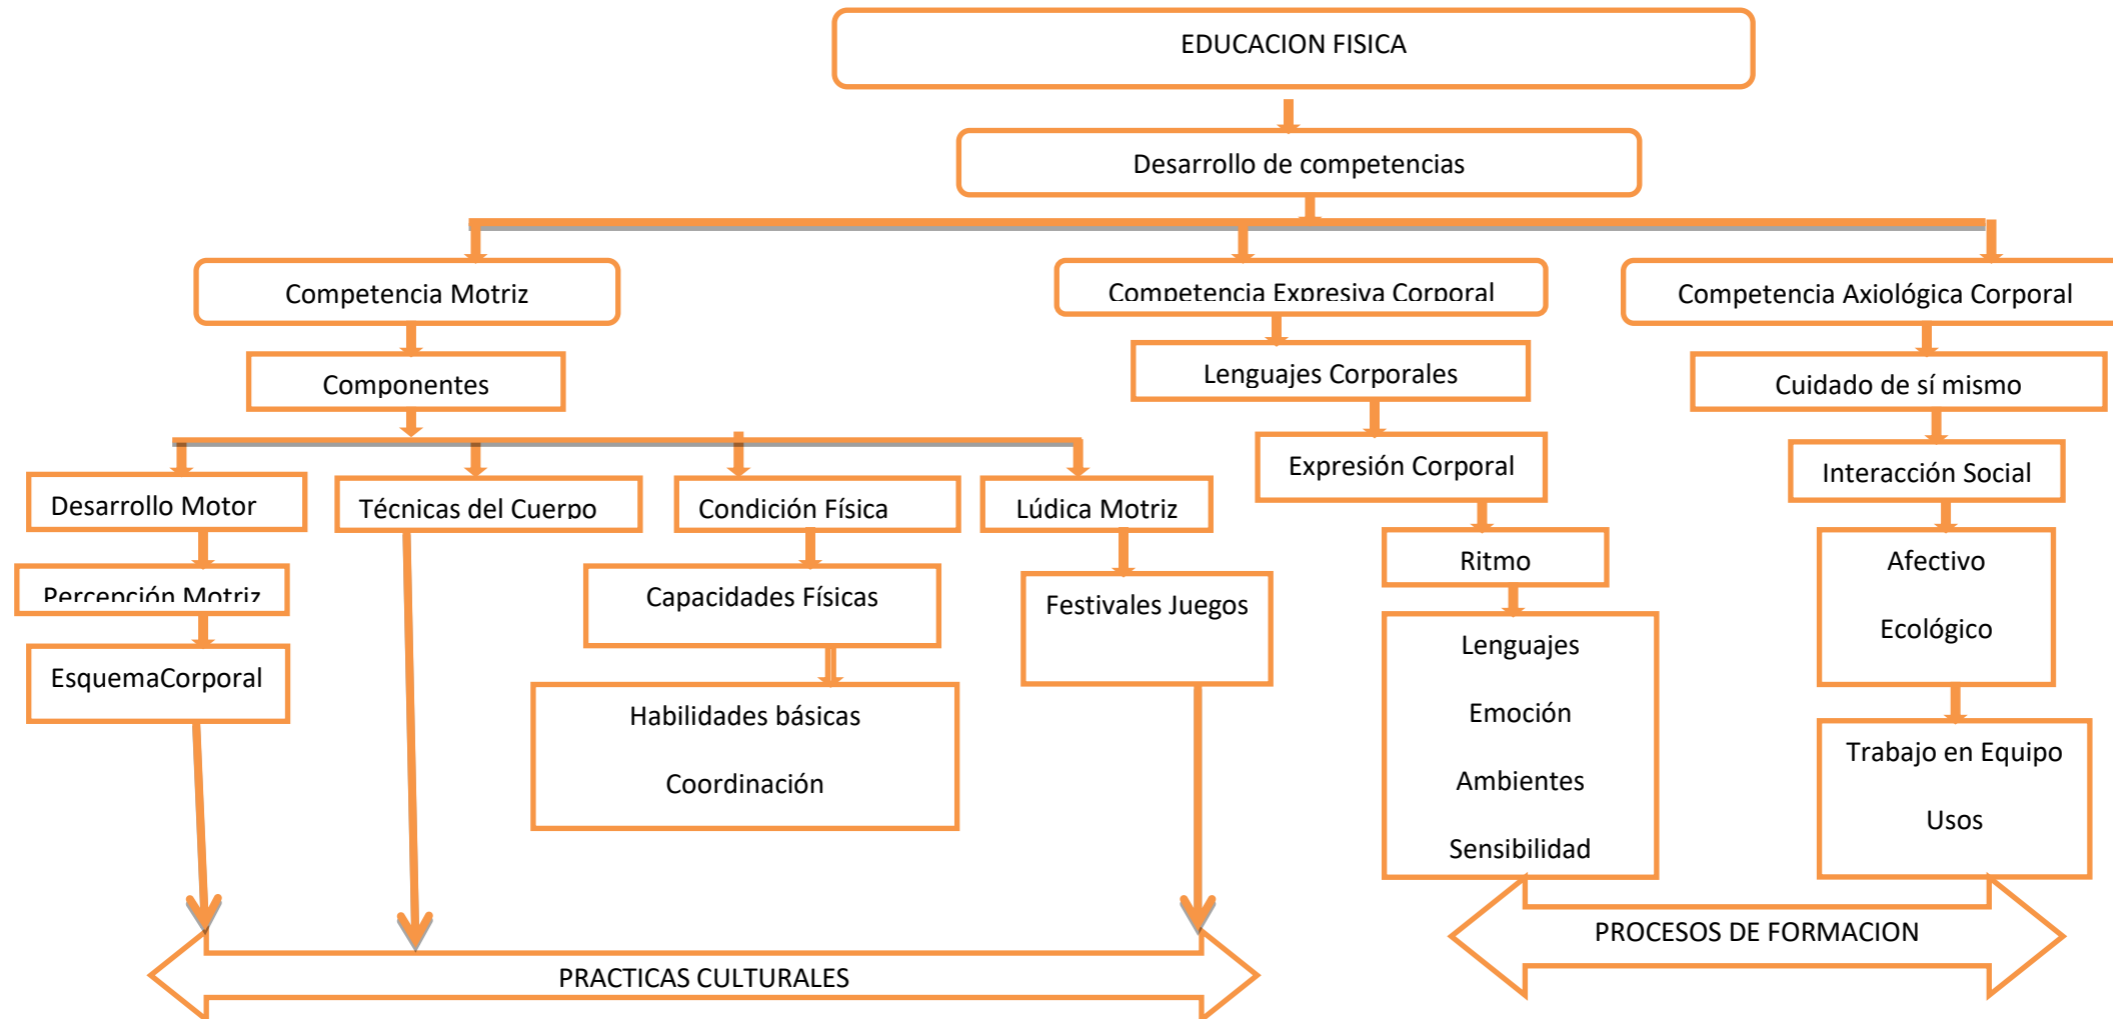 EDUCACION FISICA
Desarrollo de competencias
Competencia Motriz
Competencia Expresiva Corporal
Competencia Axiológica Corporal
Componentes
Lenguajes Corporales
Cuidado de sí mismo
Desarrollo Motor
Técnicas del Cuerpo
Condición Física
Lúdica Motriz
Expresión Corporal
Interacción Social
Percepción Motriz
Capacidades Físicas
Festivales Juegos
Ritmo
Afectivo
Ecológico
EsquemaCorporal
Habilidades básicas
Coordinación
Lenguajes
Emoción
Ambientes
Sensibilidad
Trabajo en Equipo
Usos
PRACTICAS CULTURALES
PROCESOS DE FORMACION